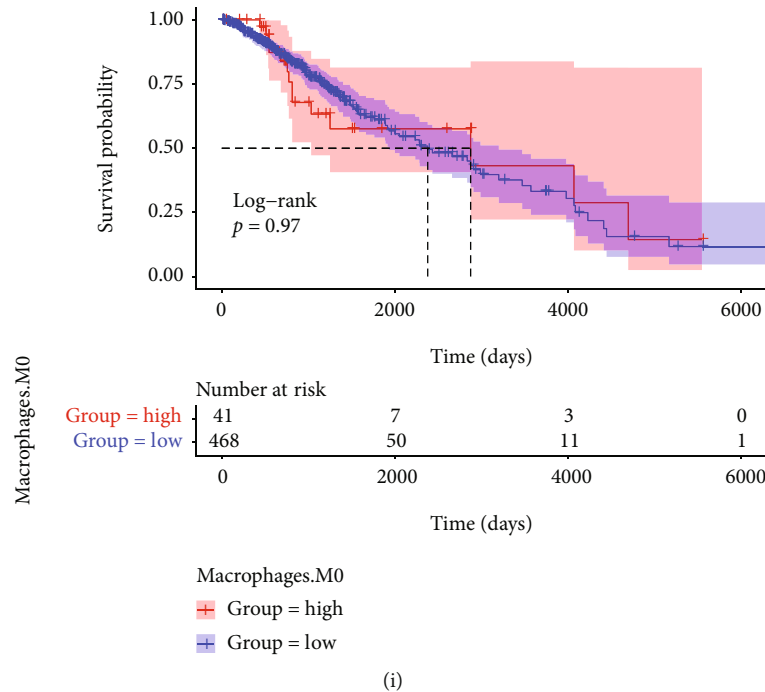 1.00
0.75
0.50
0.25
0.00
Survival probability
Log–rank
p = 0.97
0 2000 4000 6000
Time (days)
Macrophages.M0
Number at risk
Group = high 41 7 3 0
Group = low 468 50 11 1
0 2000 4000 6000
Time (days)
Macrophages.M0
Group = high
Group = low
(i)